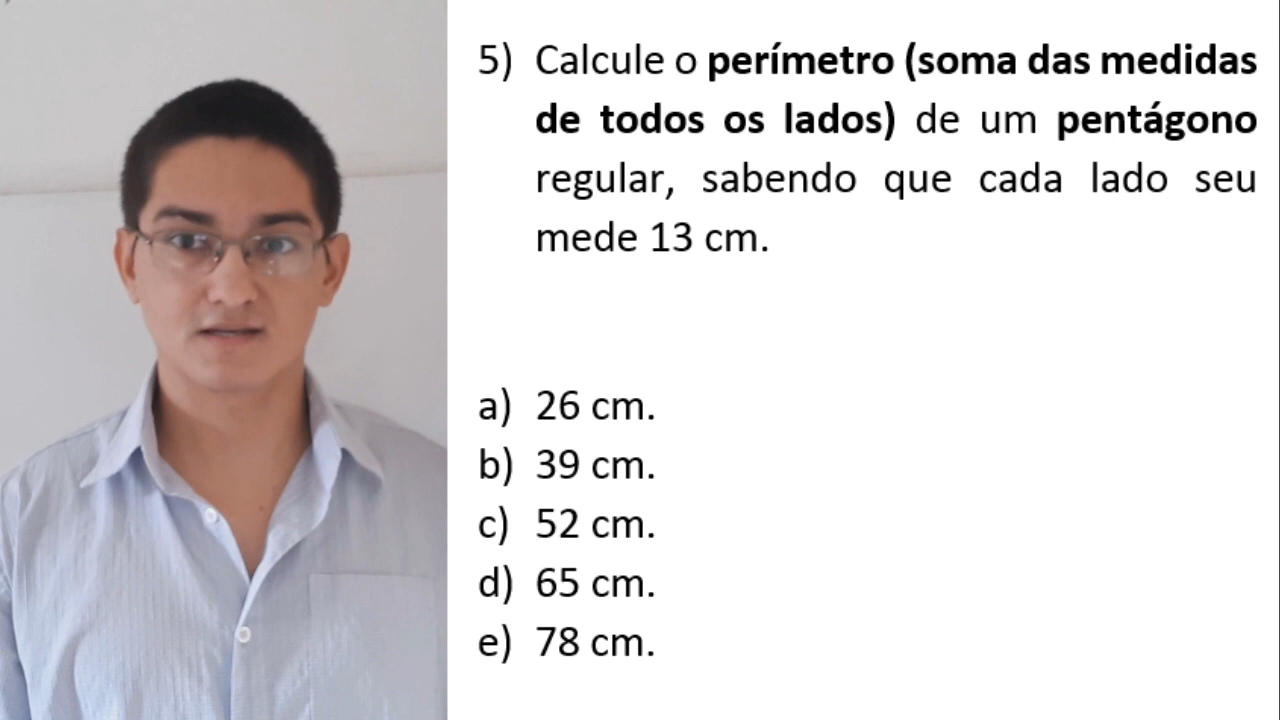 5) Calcule o perímetro (soma das medidas
de todos os lados) de um pentágono
regular, sabendo que cada lado seu
mede 13 cm.
a) 26 cm.
b) 39 cm.
c) 52 cm.
d) 65 cm.
e) 78 cm.